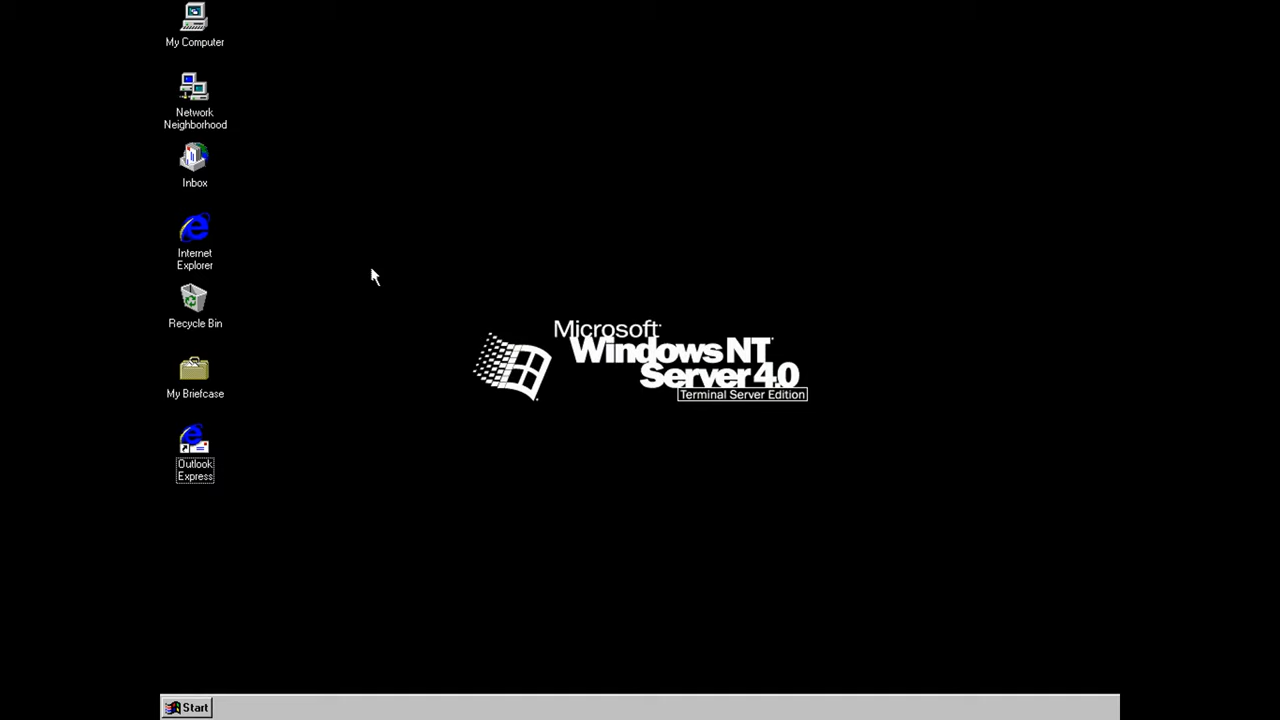 My Computer
Network
Neighborhood
Inbox
Internet
Explorer
Recycle Bin
My Briefcase
Outlook
Express
Microsoft
Windows NT
Server 4.0
Terminal Server Edition
Start